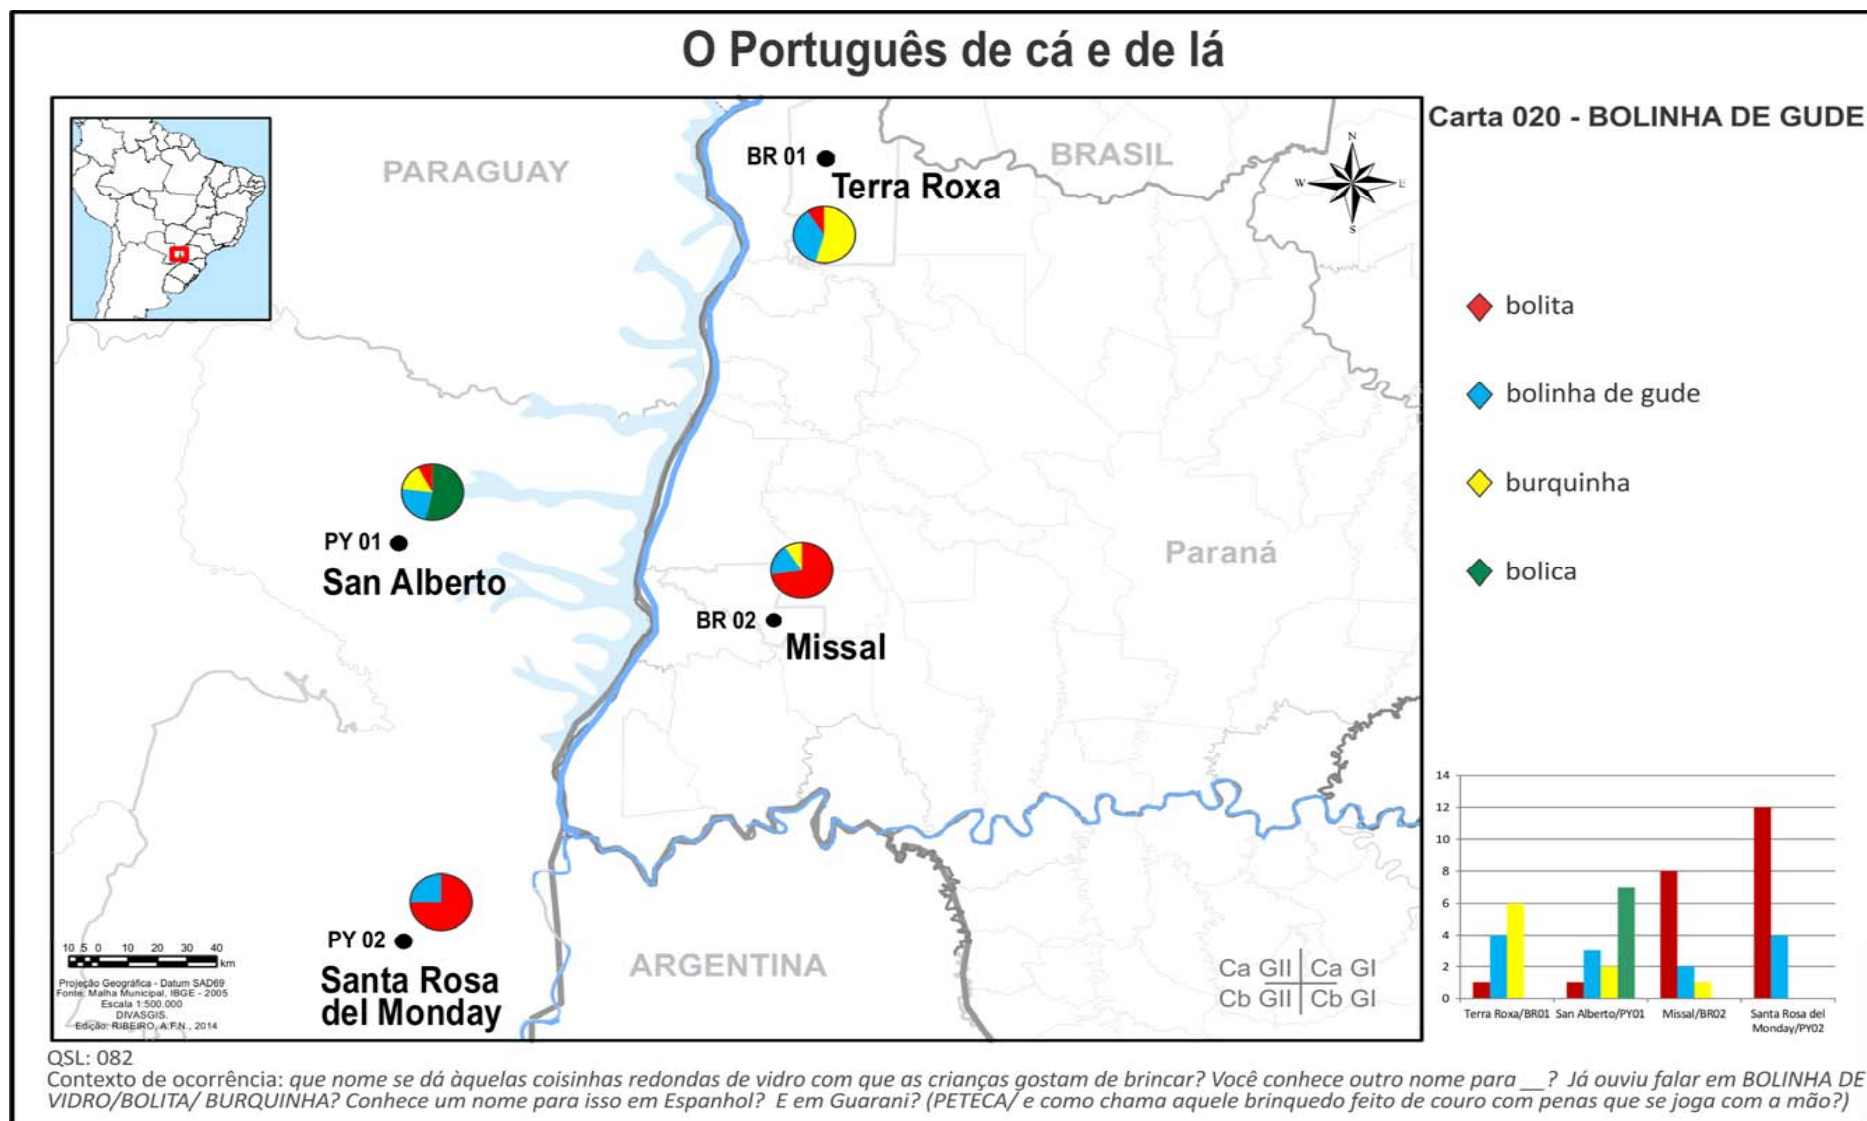 O Português de cá e de lá
Carta 020 - BOLINHA DE GUDE
PARAGUAY
BRASIL
BR 01
Terra Roxa
N
W
E
S
bolita
bolinha de gude
burquinha
bolica
PY 01
San Alberto
BR 02
Missal
Paraná
PY 02
Santa Rosa
del Monday
ARGENTINA
Ca GII Ca GI
Cb GII Cb GI
10 5 0 10 20 30 40
km
Projeção Geográfica - Datum SAD69
Fonte: Malha Municipal, IBGE - 2005
Escala 1:500.000
DIVASGIS.
Edição: RIBEIRO, A.F.N., 2014
14
12
10
8
6
4
2
0
Terra Roxa/BR01 San Alberto/PY01 Missal/BR02 Santa Rosa del
Monday/PY02
QSL: 082
Contexto de ocorrência: que nome se dá àquelas coisinhas redondas de vidro com que as crianças gostam de brincar? Você conhece outro nome para __? Já ouviu falar em BOLINHA DE
VIDRO/BOLITA/ BURQUINHA? Conhece um nome para isso em Espanhol? E em Guarani? (PETECA/ e como chama aquele brinquedo feito de couro com penas que se joga com a mão?)